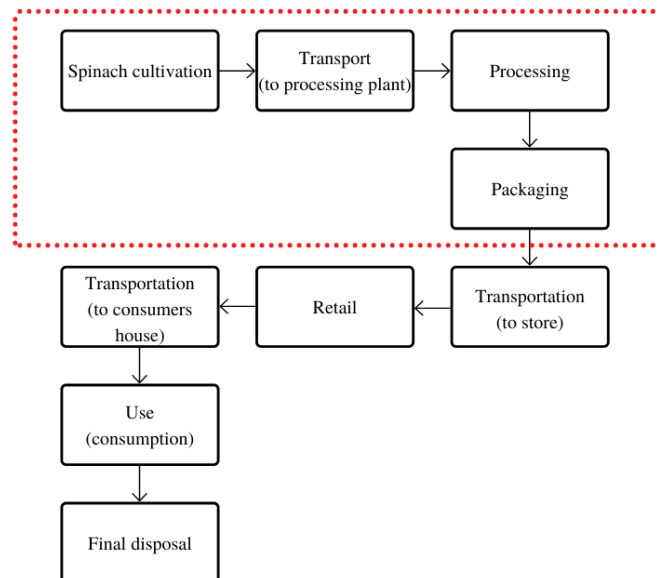 Spinach cultivation
Transport
(to processing plant)
Processing
Packaging
Transportation
(to store)
Retail
Transportation
(to consumers
house)
Use
(consumption)
Final disposal